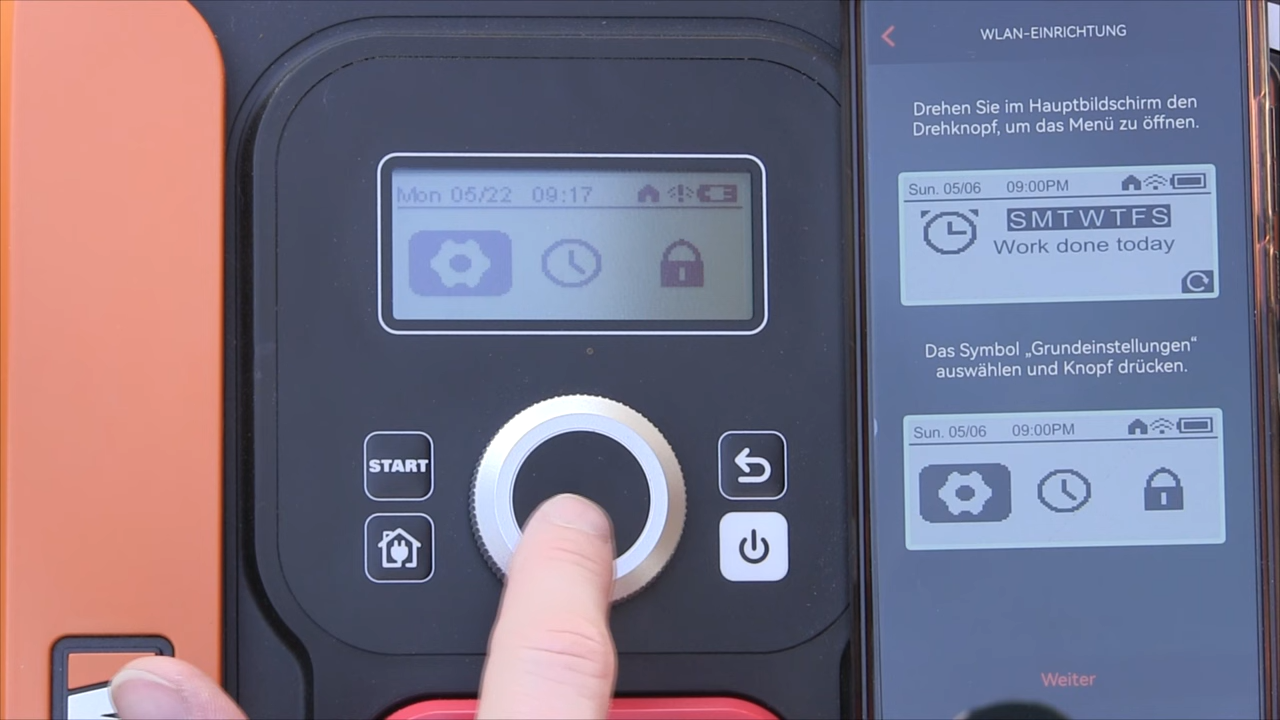 Mon 05/22 09:17
START
WLAN-EINRICHTUNG
Drehen Sie im Hauptbildschirm den
Drehknopf, um das Menü zu öffnen.
Sun. 05/06 09:00PM
SMTWTFS
Work done today
Das Symbol „Grundeinstellungen“
auswählen und Knopf drücken.
Sun. 05/06 09:00PM
Weiter